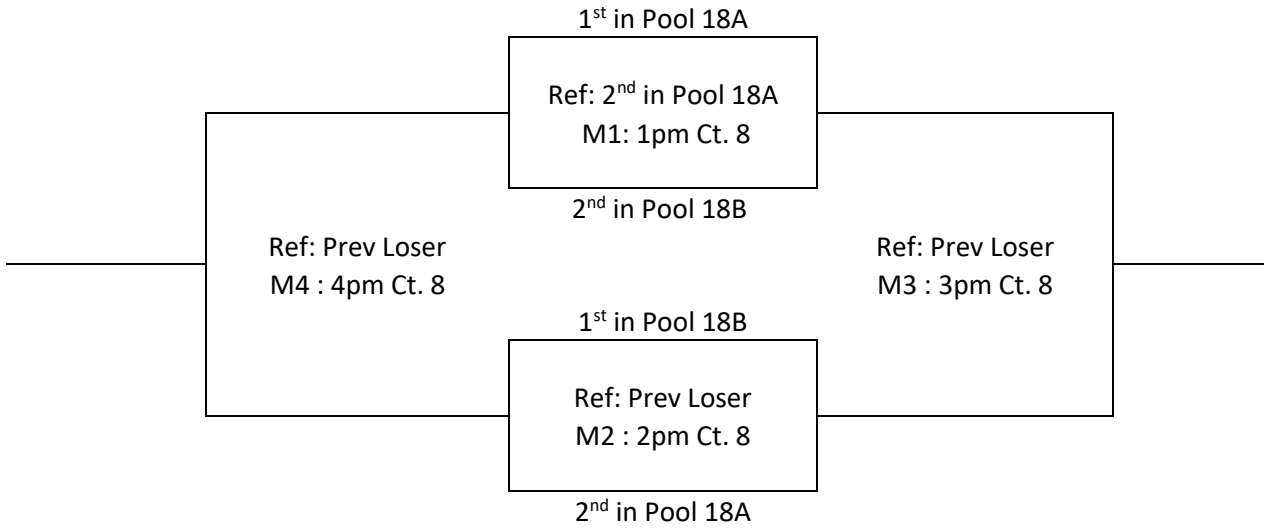 1st in Pool 18A
Ref: 2nd in Pool 18A
M1: 1pm Ct. 8
2nd in Pool 18B
Ref: Prev Loser
M4 : 4pm Ct. 8
Ref: Prev Loser
M3 : 3pm Ct. 8
1st in Pool 18B
Ref: Prev Loser
M2 : 2pm Ct. 8
2nd in Pool 18A